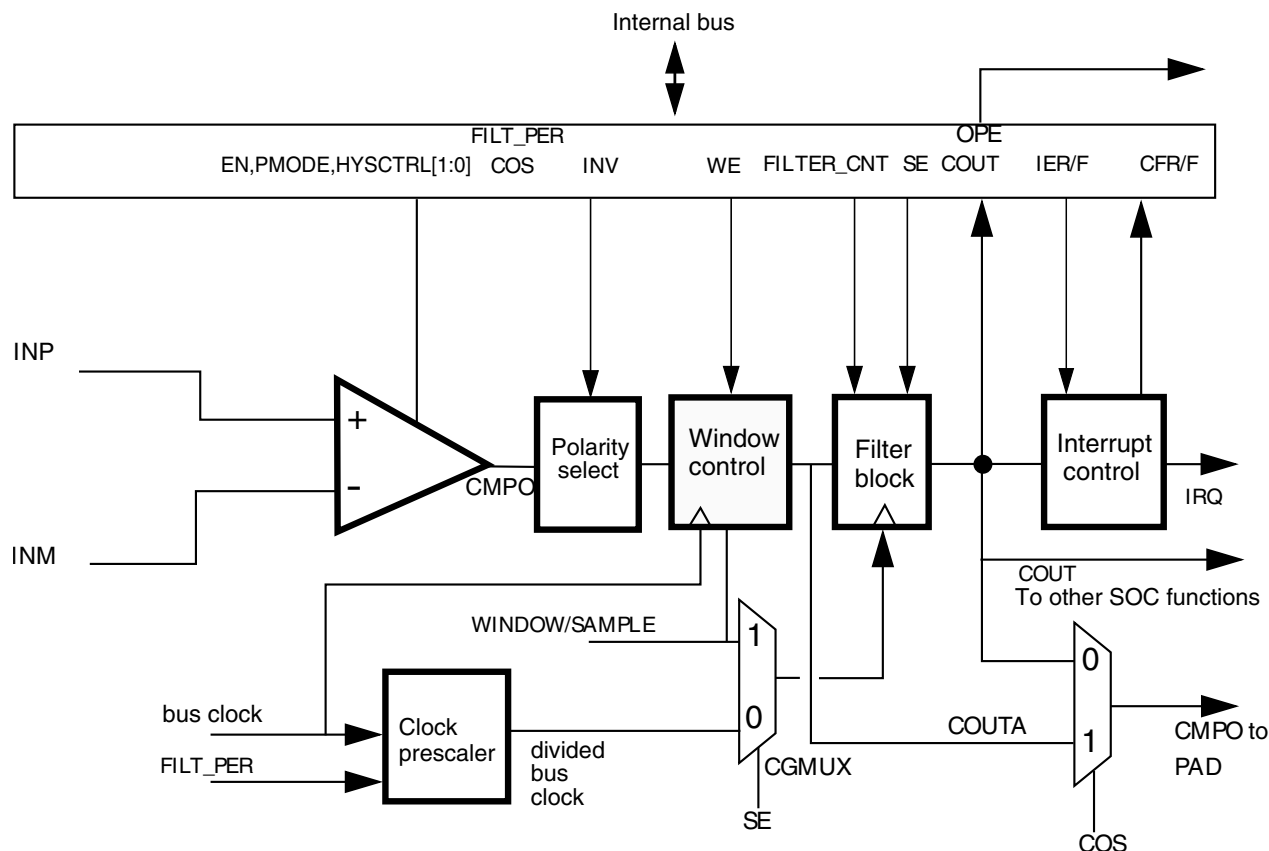 Internal bus
FILT_PER
OPE
EN,PMODE,HYSCTRL[1:0] COS INV WE FILTER_CNT SE COUT IER/F CFR/F
INP
+
-
INM
CMPO
Polarity
select
Window
control
Filter
block
Interrupt
control
IRQ
COUT
To other SOC functions
WINDOW/SAMPLE
1
0
CGMUX
SE
bus clock
FILT_PER
Clock
prescaler
divided
bus
clock
COUTA
0
1
CMPO to
PAD
COS